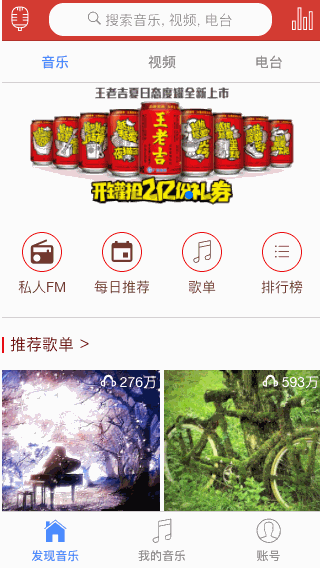 搜索音乐, 视频, 电台
音乐 视频 电台
王老吉夏日态度罐全新上市
王老吉
开罐抢2亿份礼券
私人FM 每日推荐 歌单 排行榜
推荐歌单 >
276万 593万
发现音乐 我的音乐 账号